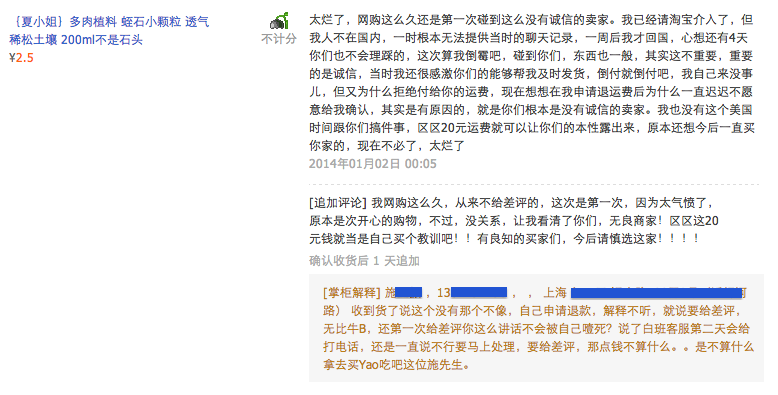 {夏小姐} 多肉植料 蛭石小颗粒 透气
稀松土壤 200ml不是石头
¥2.5
不计分
太烂了，网购这么久还是第一次碰到这么没有诚信的卖家。我已经请淘宝介入了，但
我人不在国内，一时根本无法提供当时的聊天记录，一周后我才回国，心想还有4天
你们也不会理踩的，这次算我倒霉吧，碰到你们，东西也一般，其实这不重要，重要
的是诚信，当时我还很感激你们的能够帮我及时发货，倒付就倒付吧，我自己来没事
儿，但又为什么拒绝付给你的运费，现在想想在我申请退运费后为什么一直迟迟不愿
意给我确认，其实是有原因的，就是你们根本是没有诚信的卖家。我也没有这个美国
时间跟你们搞件事，区区20元运费就可以让你们的本性露出来，原本还想今后一直买
你家的，现在不必了，太烂了
2014年01月02日 00:05
[追加评论] 我网购这么久，从来不给差评的，这次是第一次，因为太气愤了，
原本是次开心的购物，不过，没关系，让我看清了你们，无良商家！区区这20
元钱就当是自己买个教训吧！！有良知的买家们，今后请慎选这家！！！！
确认收货后 1 天追加
[掌柜解释] 施 ，13 ， ，上海
路） 收到货了说这个没有那个不像，自己申请退款，解释不听，就说要给差评，
无比牛B，还第一次给差评你这么讲话不会被自己噎死？说了白班客服第二天会给
打电话，还是一直说不行要马上处理，要给差评，那点钱不算什么。。是不算什么
拿去买Yao吃吧这位施先生。